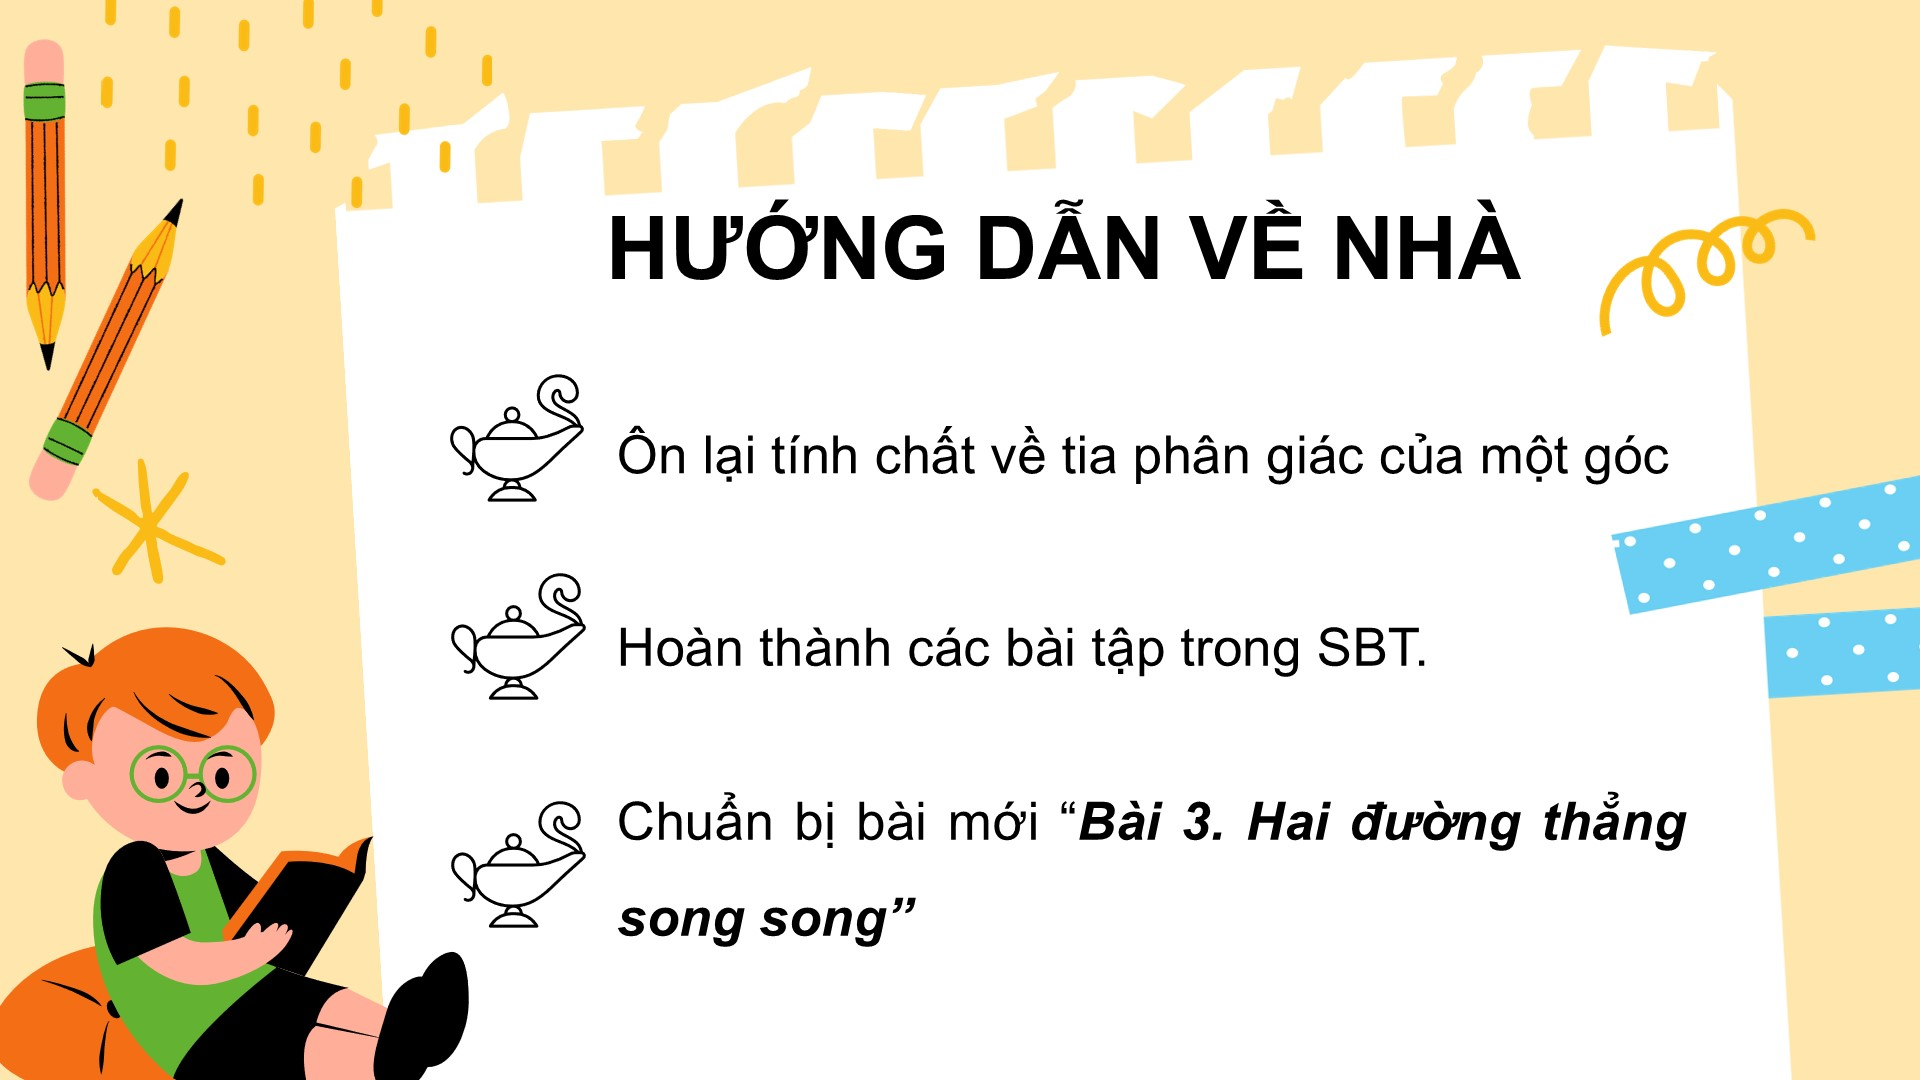 HƯỚNG DẪN VỀ NHÀ
Ôn lại tính chất về tia phân giác của một góc
Hoàn thành các bài tập trong SBT.
Chuẩn bị bài mới “Bài 3. Hai đường thẳng
song song”